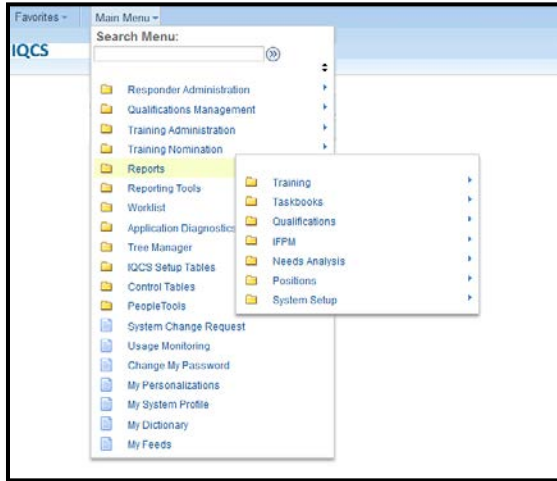 Favorites
Main Menu
IQCS
Search Menu:
Responder Administration
Qualifications Management
Training Administration
Training Nomination
Reports
Reporting Tools
Worklist
Application Diagnostics
Tree Manager
IQCS Setup Tables
Control Tables
PeopleTools
System Change Request
Usage Monitoring
Change My Password
My Personalizations
My System Profile
My Dictionary
My Feeds
Training
Taskbooks
Qualifications
IFPM
Needs Analysis
Positions
System Setup